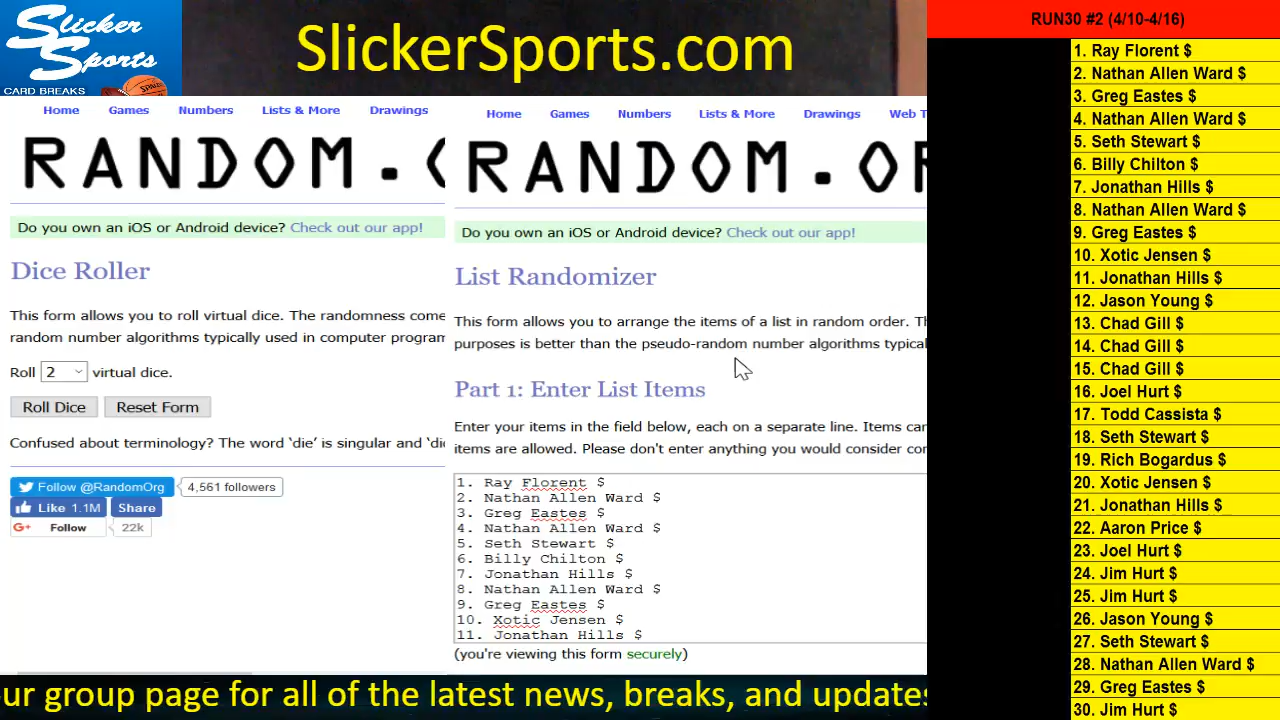 Slicker
Sports
CARD BREAKS
SPALDING
SlickerSports.com
Home Games Numbers Lists & More Drawings
RANDOM.
Do you own an iOS or Android device? Check out our app!
Dice Roller
This form allows you to roll virtual dice. The randomness come
random number algorithms typically used in computer program
Roll 2 virtual dice.
Roll Dice Reset Form
Confused about terminology? The word ‘die’ is singular and ‘dic
Follow @RandomOrg 4,561 followers
Like 1.1M Share
G+ Follow 22k
Home Games Numbers Lists & More Drawings Web T
RANDOM.OR
Do you own an iOS or Android device? Check out our app!
List Randomizer
This form allows you to arrange the items of a list in random order. Th
purposes is better than the pseudo-random number algorithms typical
Part 1: Enter List Items
Enter your items in the field below, each on a separate line. Items can
items are allowed. Please don't enter anything you would consider con
1. Ray Florent $
2. Nathan Allen Ward $
3. Greg Eastes $
4. Nathan Allen Ward $
5. Seth Stewart $
6. Billy Chilton $
7. Jonathan Hills $
8. Nathan Allen Ward $
9. Greg Eastes $
10. Xotic Jensen $
11. Jonathan Hills $
(you're viewing this form securely)
RUN30 #2 (4/10-4/16)
1. Ray Florent $
2. Nathan Allen Ward $
3. Greg Eastes $
4. Nathan Allen Ward $
5. Seth Stewart $
6. Billy Chilton $
7. Jonathan Hills $
8. Nathan Allen Ward $
9. Greg Eastes $
10. Xotic Jensen $
11. Jonathan Hills $
12. Jason Young $
13. Chad Gill $
14. Chad Gill $
15. Chad Gill $
16. Joel Hurt $
17. Todd Cassista $
18. Seth Stewart $
19. Rich Bogardus $
20. Xotic Jensen $
21. Jonathan Hills $
22. Aaron Price $
23. Joel Hurt $
24. Jim Hurt $
25. Jim Hurt $
26. Jason Young $
27. Seth Stewart $
28. Nathan Allen Ward $
29. Greg Eastes $
30. Jim Hurt $
ur group page for all of the latest news, breaks, and updates